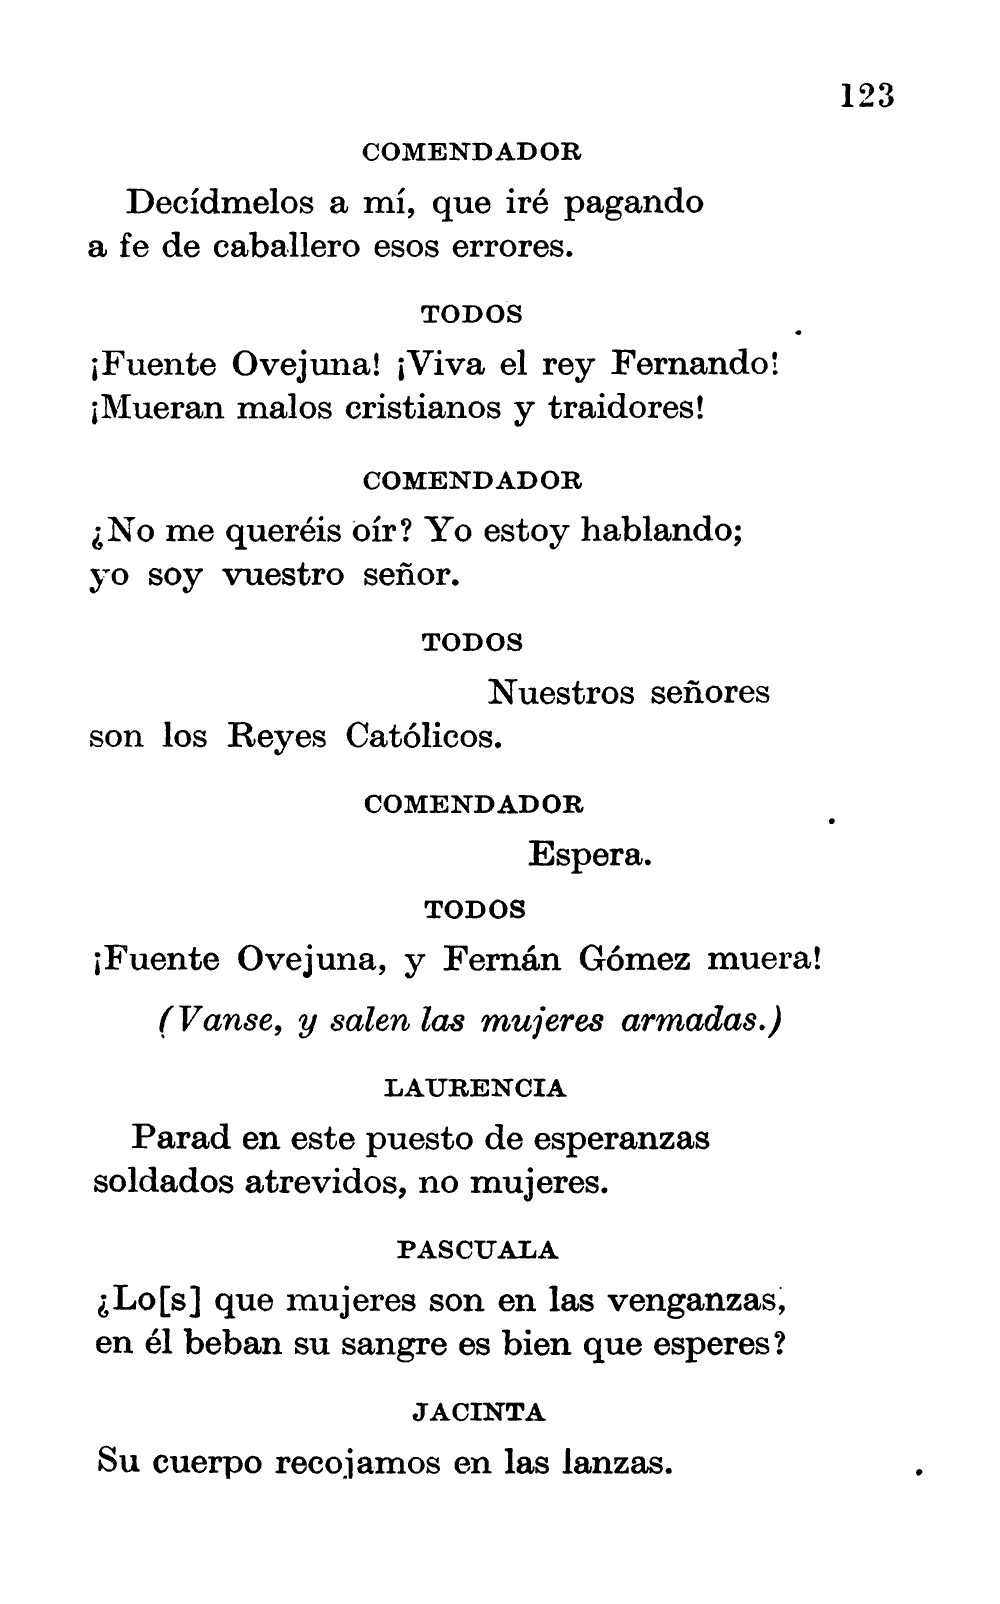 123
COMENDADOR
Decídmelos a mí, que iré pagando
a fe de caballero esos errores.
TODOS
¡Fuente Ovejuna! ¡Viva el rey Fernando!
¡Mueran malos cristianos y traidores!
COMENDADOR
¿No me queréis oír? Yo estoy hablando;
yo soy vuestro señor.
TODOS
Nuestros señores
son los Reyes Católicos.
COMENDADOR
Espera.
TODOS
¡Fuente Ovejuna, y Fernán Gómez muera!
(Vanse, y salen las mujeres armadas.)
LAURENCIA
Parad en este puesto de esperanzas
soldados atrevidos, no mujeres.
PASCUALA
¿Lo[s] que mujeres son en las venganzas,
en él beban su sangre es bien que esperes?
JACINTA
Su cuerpo recojamos en las lanzas.